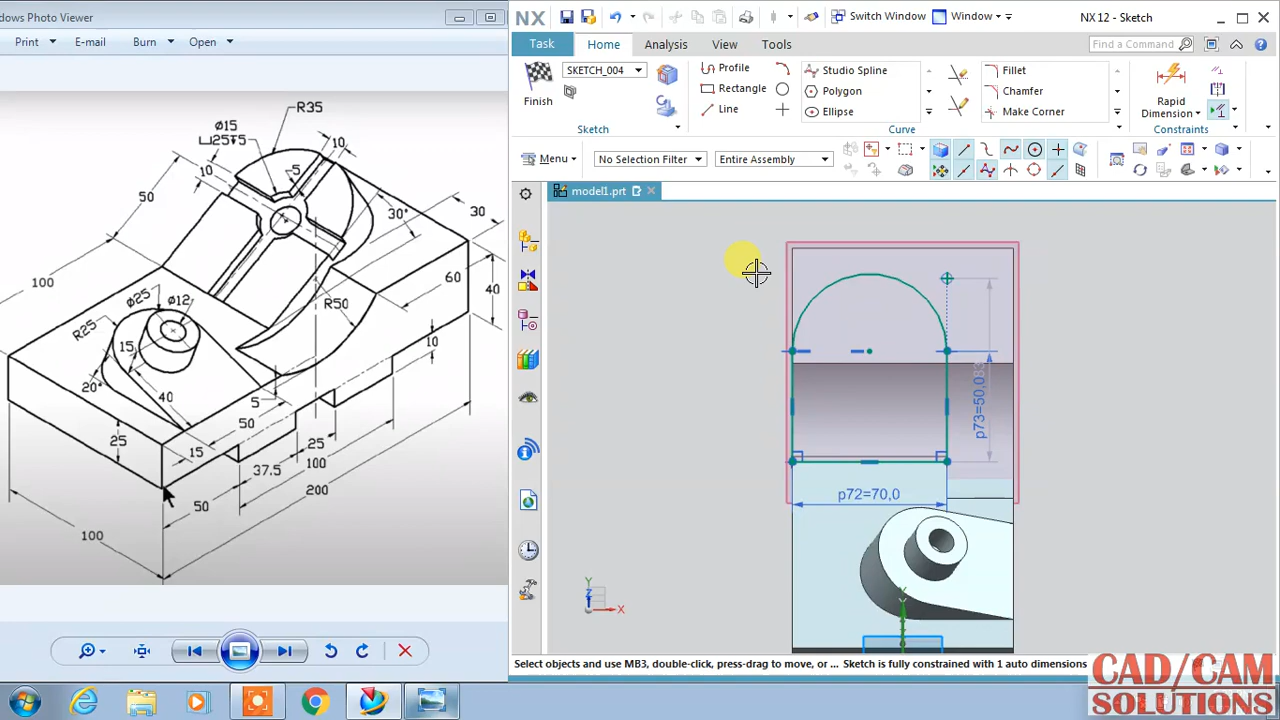 Windows Photo Viewer
Print E-mail Burn Open
R35
Ø15
⌴25↧5
10
10
5
50
30°
30
100
60
40
R50
Ø25
Ø12
R25
15
10
20°
40
5
50
25
15
25
37.5
100
50
200
100
NX
Switch Window Window NX 12 - Sketch
Task Home Analysis View Tools Find a Command
SKETCH_004 Profile Studio Spline Fillet
Rectangle Polygon Chamfer
Finish Line Ellipse Make Corner Rapid Dimension
Sketch Curve Constraints
Menu No Selection Filter Entire Assembly
model1.prt
p73=50,0
p72=70,0
Y
Z
X
Y
Select objects and use MB3, double-click, press-drag to move, or ... Sketch is fully constrained with 1 auto dimensions
CAD/CAM
SOLUTIONS